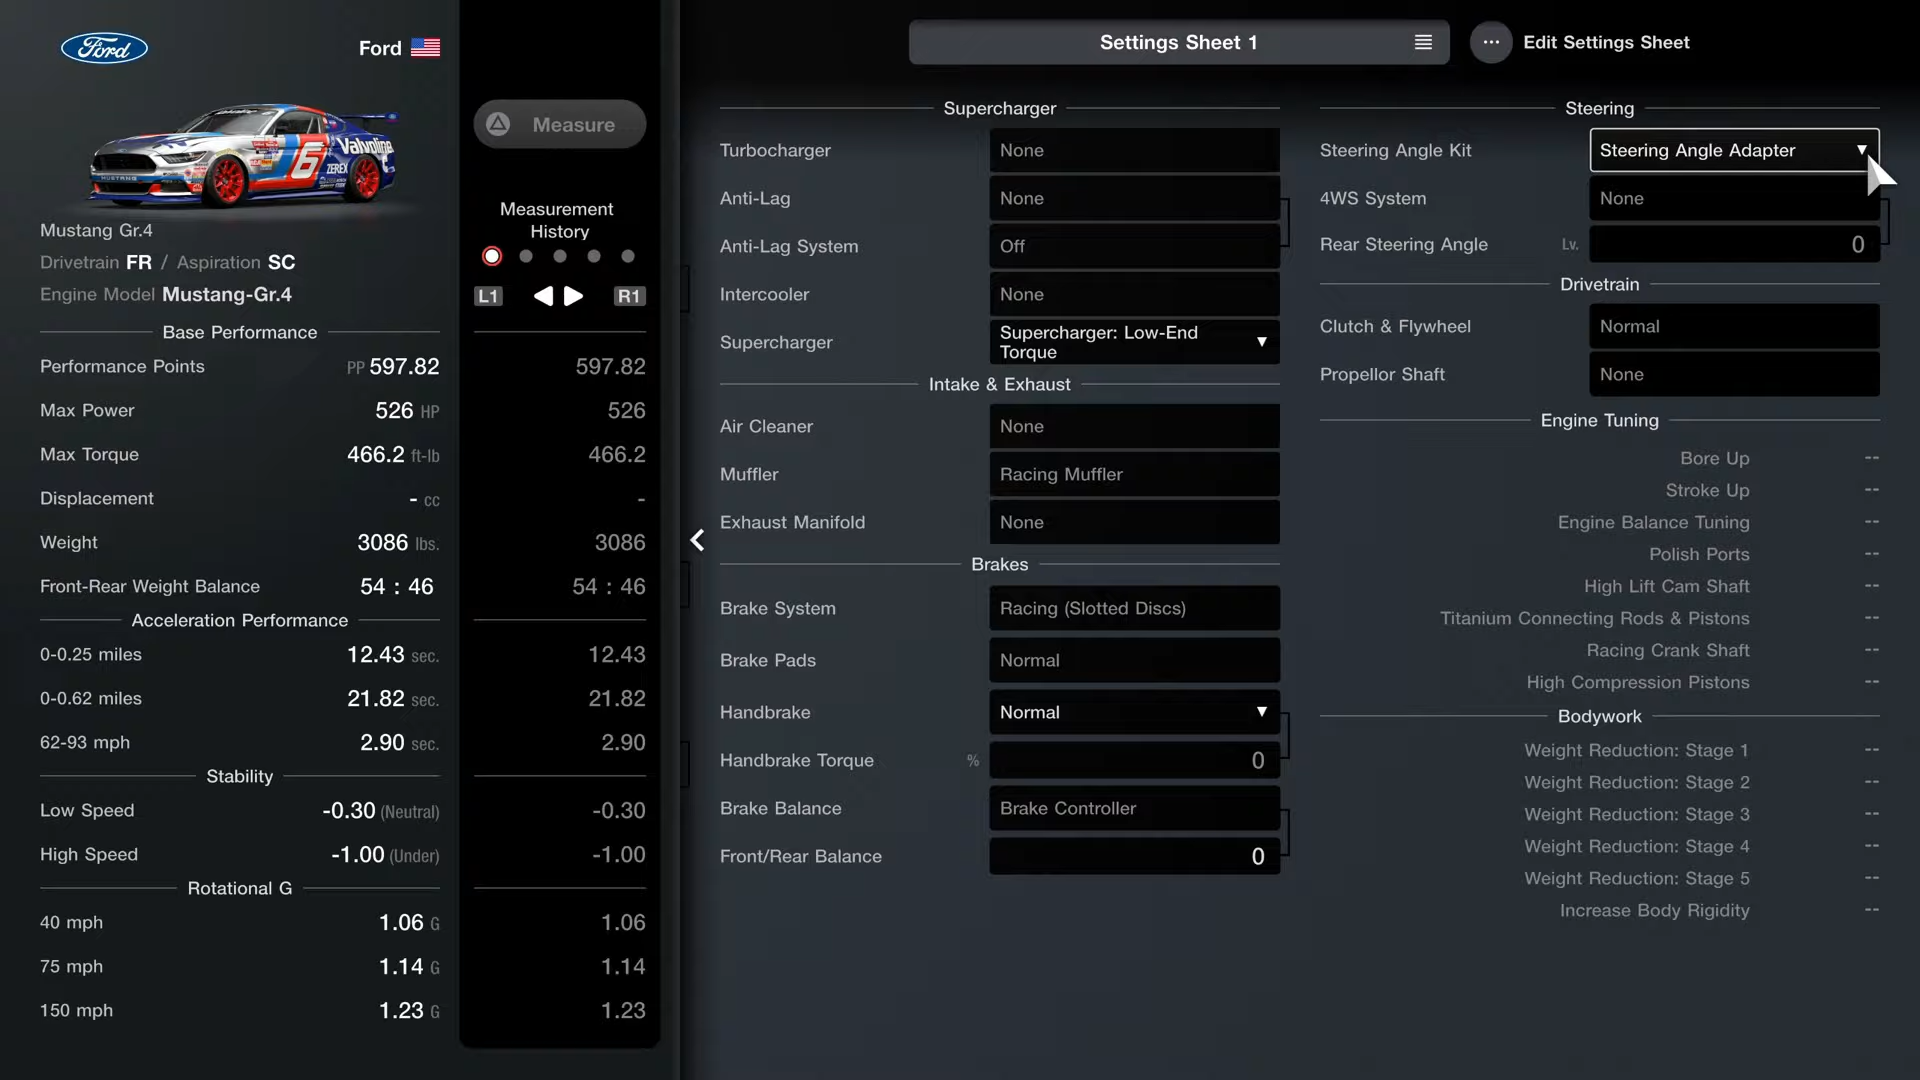 Ford
Ford
Settings Sheet 1
Edit Settings Sheet
Measure
Valvoline
6
ZEREX
MUSTANG
Measurement
History
L1
R1
Mustang Gr.4
Drivetrain FR / Aspiration SC
Engine Model Mustang-Gr.4
Base Performance
Performance Points PP 597.82 597.82
Max Power 526 HP 526
Max Torque 466.2 ft-lb 466.2
Displacement - cc -
Weight 3086 lbs. 3086
Front-Rear Weight Balance 54 : 46 54 : 46
Acceleration Performance
0-0.25 miles 12.43 sec. 12.43
0-0.62 miles 21.82 sec. 21.82
62-93 mph 2.90 sec. 2.90
Stability
Low Speed -0.30 (Neutral) -0.30
High Speed -1.00 (Under) -1.00
Rotational G
40 mph 1.06 G 1.06
75 mph 1.14 G 1.14
150 mph 1.23 G 1.23
Supercharger
Turbocharger None
Anti-Lag None
Anti-Lag System Off
Intercooler None
Supercharger Supercharger: Low-End
Torque
Intake & Exhaust
Air Cleaner None
Muffler Racing Muffler
Exhaust Manifold None
Brakes
Brake System Racing (Slotted Discs)
Brake Pads Normal
Handbrake Normal
Handbrake Torque % 0
Brake Balance Brake Controller
Front/Rear Balance 0
Steering
Steering Angle Kit Steering Angle Adapter
4WS System None
Rear Steering Angle Lv. 0
Drivetrain
Clutch & Flywheel Normal
Propellor Shaft None
Engine Tuning
Bore Up --
Stroke Up --
Engine Balance Tuning --
Polish Ports --
High Lift Cam Shaft --
Titanium Connecting Rods & Pistons --
Racing Crank Shaft --
High Compression Pistons --
Bodywork
Weight Reduction: Stage 1 --
Weight Reduction: Stage 2 --
Weight Reduction: Stage 3 --
Weight Reduction: Stage 4 --
Weight Reduction: Stage 5 --
Increase Body Rigidity --